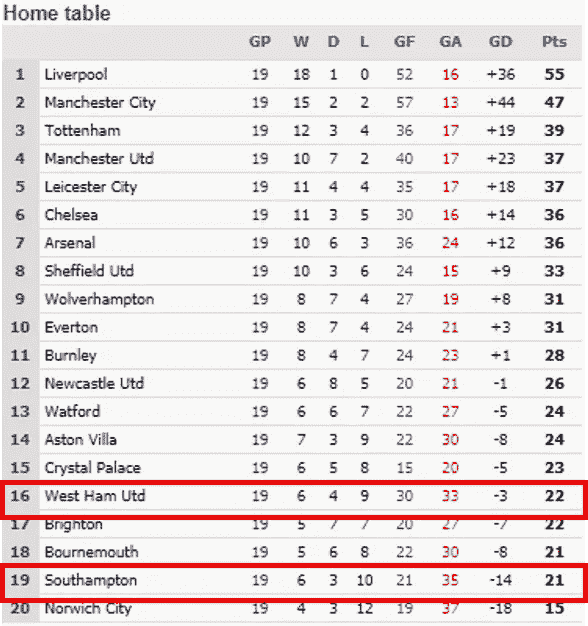 Home table
GP W D L GF GA GD Pts
1 Liverpool 19 18 1 0 52 16 +36 55
2 Manchester City 19 15 2 2 57 13 +44 47
3 Tottenham 19 12 3 4 36 17 +19 39
4 Manchester Utd 19 10 7 2 40 17 +23 37
5 Leicester City 19 11 4 4 35 17 +18 37
6 Chelsea 19 11 3 5 30 16 +14 36
7 Arsenal 19 10 6 3 36 24 +12 36
8 Sheffield Utd 19 10 3 6 24 15 +9 33
9 Wolverhampton 19 8 7 4 27 19 +8 31
10 Everton 19 8 7 4 24 21 +3 31
11 Burnley 19 8 4 7 24 23 +1 28
12 Newcastle Utd 19 6 8 5 20 21 -1 26
13 Watford 19 6 6 7 22 27 -5 24
14 Aston Villa 19 7 3 9 22 30 -8 24
15 Crystal Palace 19 6 5 8 15 20 -5 23
16 West Ham Utd 19 6 4 9 30 33 -3 22
17 Brighton 19 5 7 7 20 27 -7 22
18 Bournemouth 19 5 6 8 22 30 -8 21
19 Southampton 19 6 3 10 21 35 -14 21
20 Norwich City 19 4 3 12 19 37 -18 15